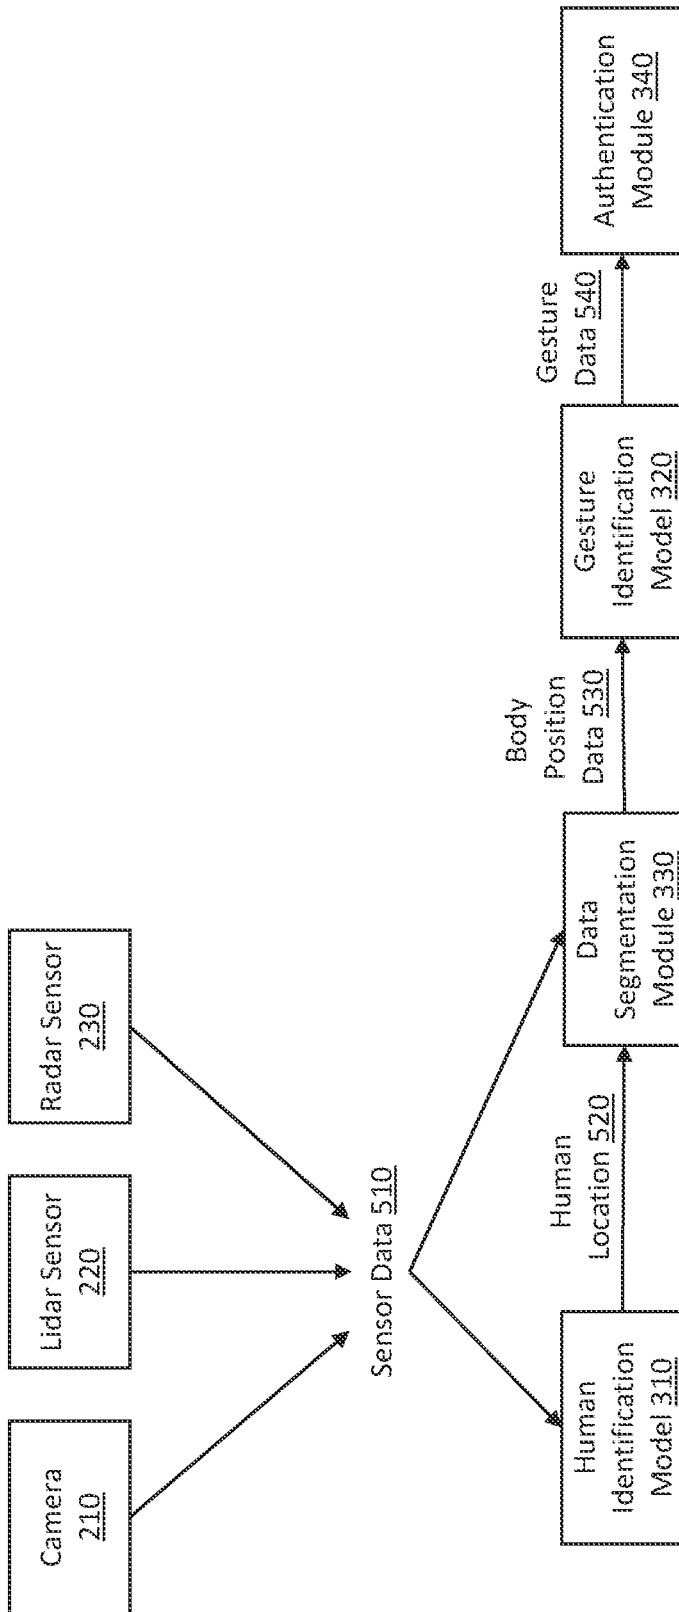 Camera
210
Lidar Sensor
220
Radar Sensor
230
Sensor Data 510
Human
Identification
Model 310
Human
Location 520
Data
Segmentation
Module 330
Body
Position
Data 530
Gesture
Identification
Model 320
Gesture
Data 540
Authentication
Module 340